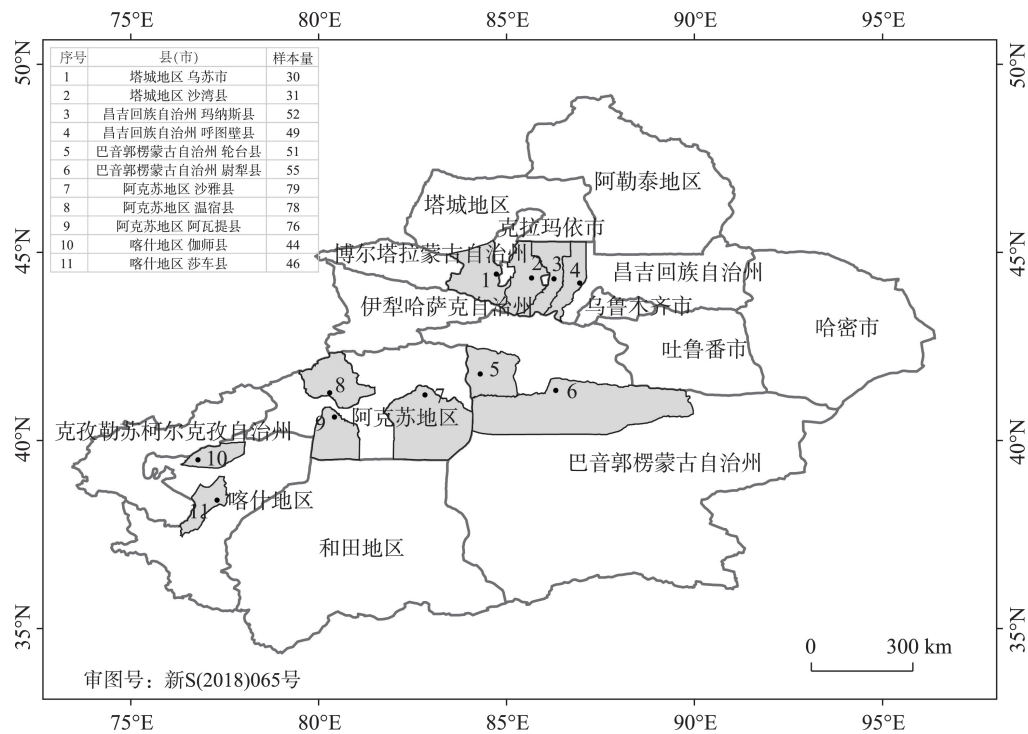 75°E 80°E 85°E 90°E 95°E
50°N 50°N
序号 县(市) 样本量
1 塔城地区 乌苏市 30
2 塔城地区 沙湾县 31
3 昌吉回族自治州 玛纳斯县 52
4 昌吉回族自治州 呼图壁县 49
5 巴音郭楞蒙古自治州 轮台县 51
6 巴音郭楞蒙古自治州 尉犁县 55
7 阿克苏地区 沙雅县 79
8 阿克苏地区 温宿县 78
9 阿克苏地区 阿瓦提县 76
10 喀什地区 伽师县 44
11 喀什地区 莎车县 46
阿勒泰地区
塔城地区
克拉玛依市
45°N 45°N
博尔塔拉蒙古自治州
1 2 3 4
昌吉回族自治州
伊犁哈萨克自治州
乌鲁木齐市
哈密市
吐鲁番市
5
8
6
7
9
阿克苏地区
克孜勒苏柯尔克孜自治州
40°N 40°N
10
巴音郭楞蒙古自治州
11
喀什地区
和田地区
35°N 35°N
0 300 km
审图号：新S(2018)065号
75°E 80°E 85°E 90°E 95°E